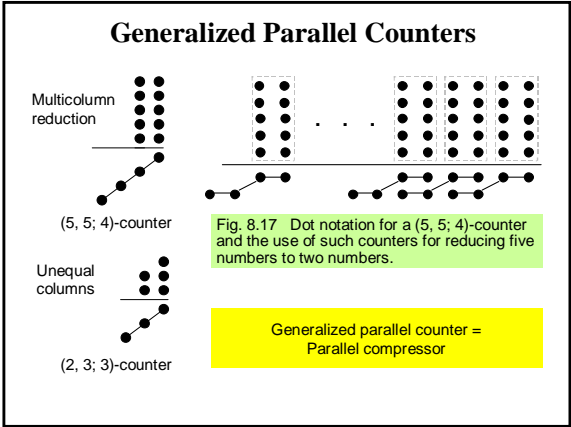 Generalized Parallel Counters
Multicolumn
reduction
. . .
(5, 5; 4)-counter
Fig. 8.17 Dot notation for a (5, 5; 4)-counter
and the use of such counters for reducing five
numbers to two numbers.
Unequal
columns
(2, 3; 3)-counter
Generalized parallel counter =
Parallel compressor